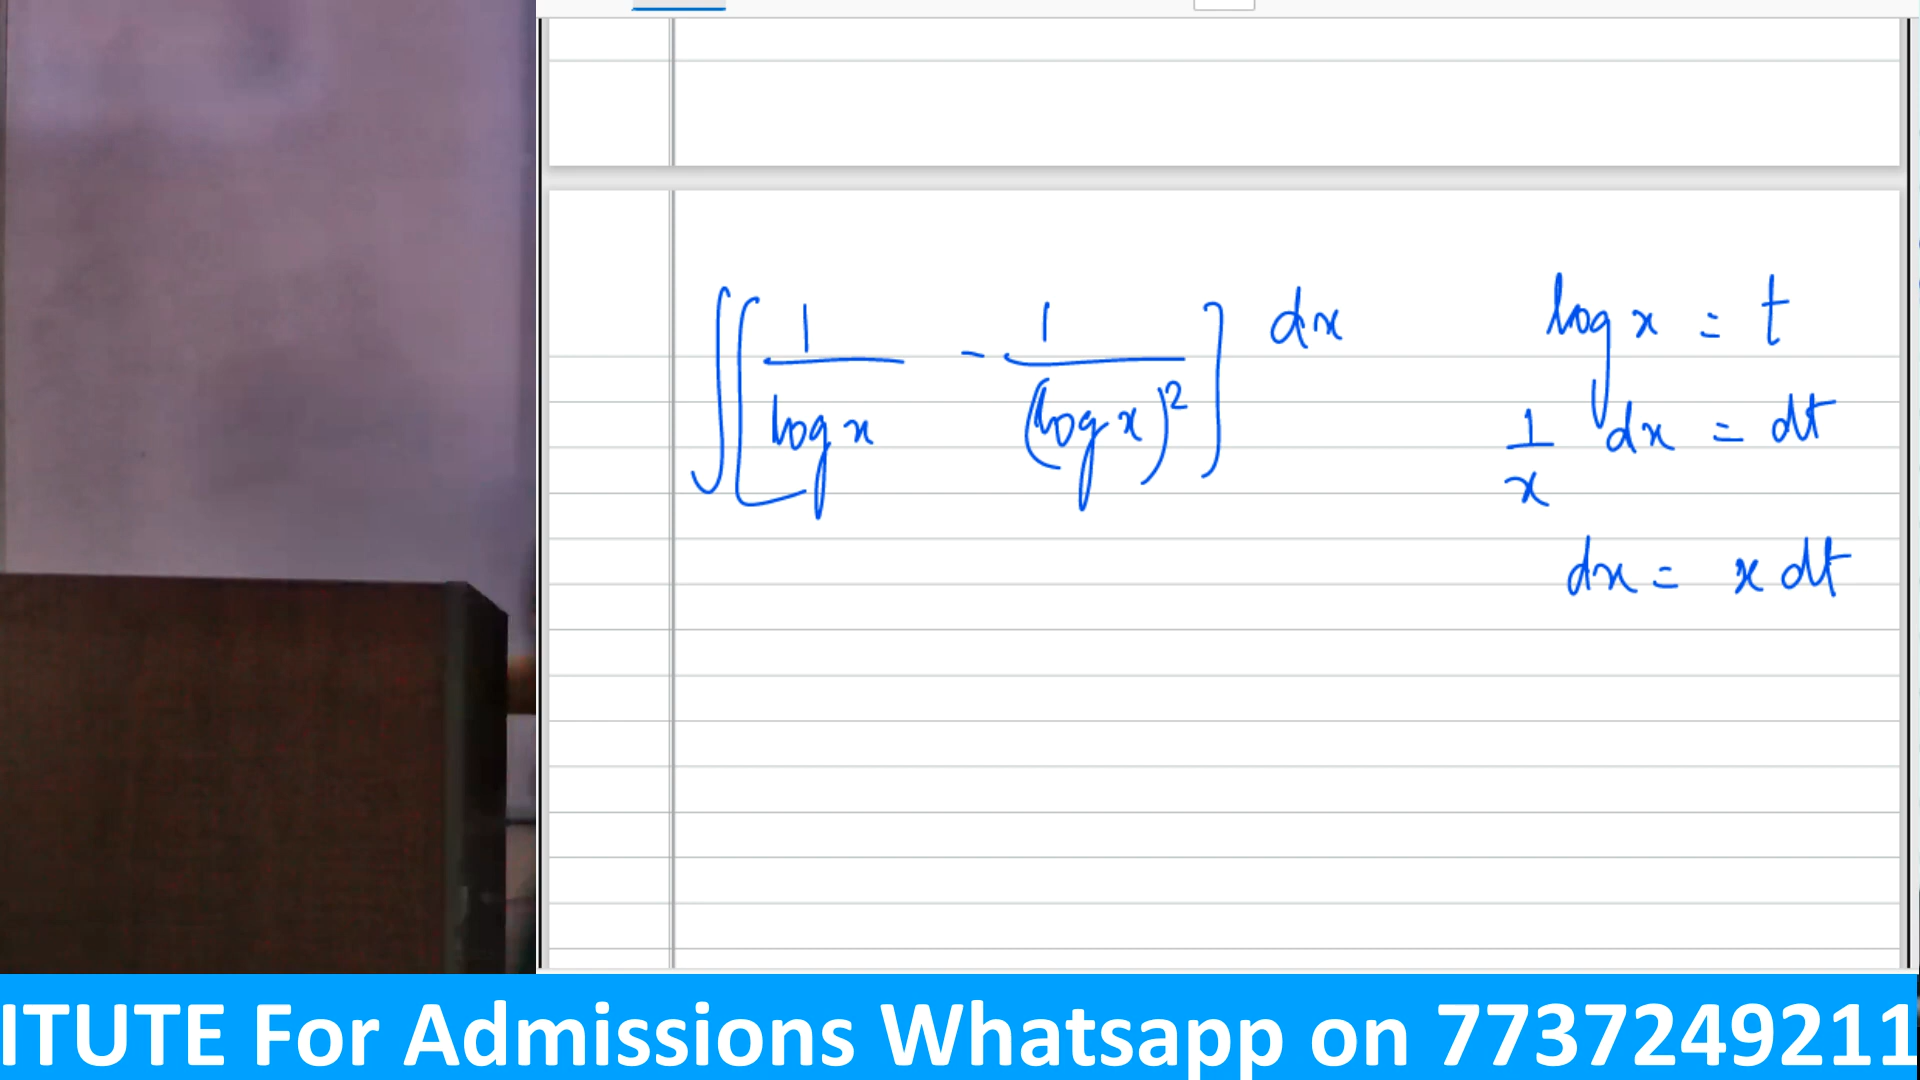 ∫[1/log x - 1/(log x)²] dx
log x = t
1/x dx = dt
dx = x dt
ITUTE For Admissions Whatsapp on 7737249211